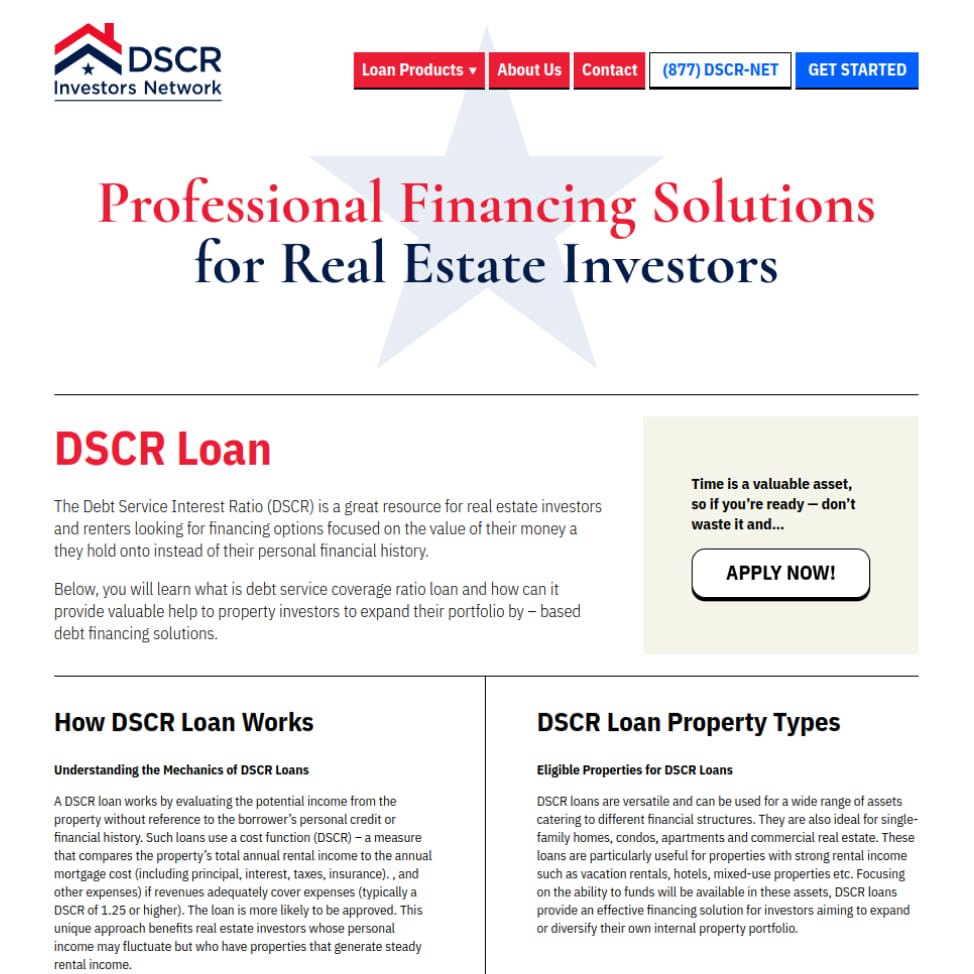 DSCR
Investors Network
Loan Products ▾
About Us
Contact
(877) DSCR-NET
GET STARTED
Professional Financing Solutions
for Real Estate Investors
DSCR Loan
The Debt Service Interest Ratio (DSCR) is a great resource for real estate investors
and renters looking for financing options focused on the value of their money a
they hold onto instead of their personal financial history.
Below, you will learn what is debt service coverage ratio loan and how can it
provide valuable help to property investors to expand their portfolio by – based
debt financing solutions.
Time is a valuable asset,
so if you’re ready — don’t
waste it and...
APPLY NOW!
How DSCR Loan Works
Understanding the Mechanics of DSCR Loans
A DSCR loan works by evaluating the potential income from the
property without reference to the borrower’s personal credit or
financial history. Such loans use a cost function (DSCR) – a measure
that compares the property’s total annual rental income to the annual
mortgage cost (including principal, interest, taxes, insurance). , and
other expenses) if revenues adequately cover expenses (typically a
DSCR of 1.25 or higher). The loan is more likely to be approved. This
unique approach benefits real estate investors whose personal
income may fluctuate but who have properties that generate steady
rental income.
DSCR Loan Property Types
Eligible Properties for DSCR Loans
DSCR loans are versatile and can be used for a wide range of assets
catering to different financial structures. They are also ideal for single-
family homes, condos, apartments and commercial real estate. These
loans are particularly useful for properties with strong rental income
such as vacation rentals, hotels, mixed-use properties etc. Focusing
on the ability to funds will be available in these assets, DSCR loans
provide an effective financing solution for investors aiming to expand
or diversify their own internal property portfolio.